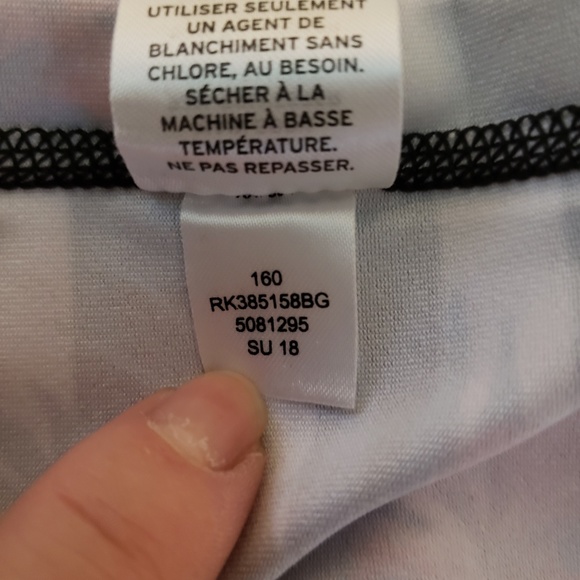 UTILISER SEULEMENT
UN AGENT DE
BLANCHIMENT SANS
CHLORE, AU BESOIN.
SÉCHER À LA
MACHINE À BASSE
TEMPÉRATURE.
NE PAS REPASSER.
160
RK385158BG
5081295
SU 18